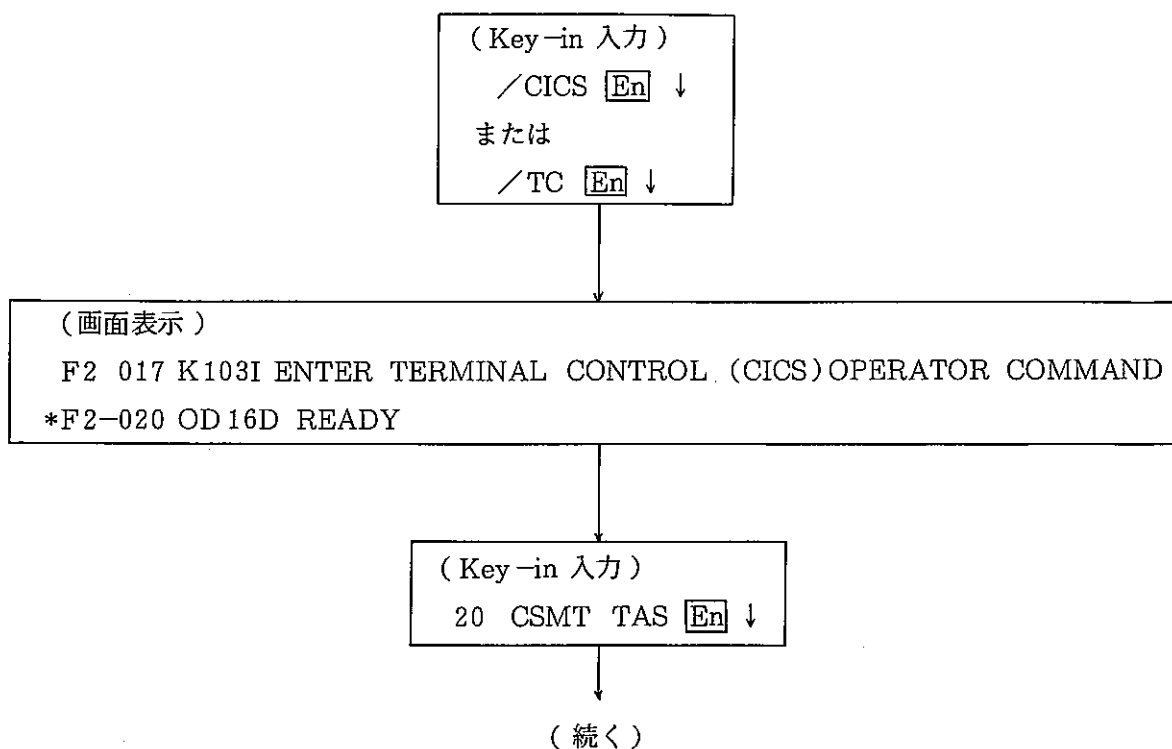 (Key-in 入力)
/CICS En ↓
または
/TC En ↓
(画面表示)
F2 017 K103I ENTER TERMINAL CONTROL (CICS) OPERATOR COMMAND
*F2-020 OD16D READY
(Key-in 入力)
20 CSMT TAS En ↓
(続く)